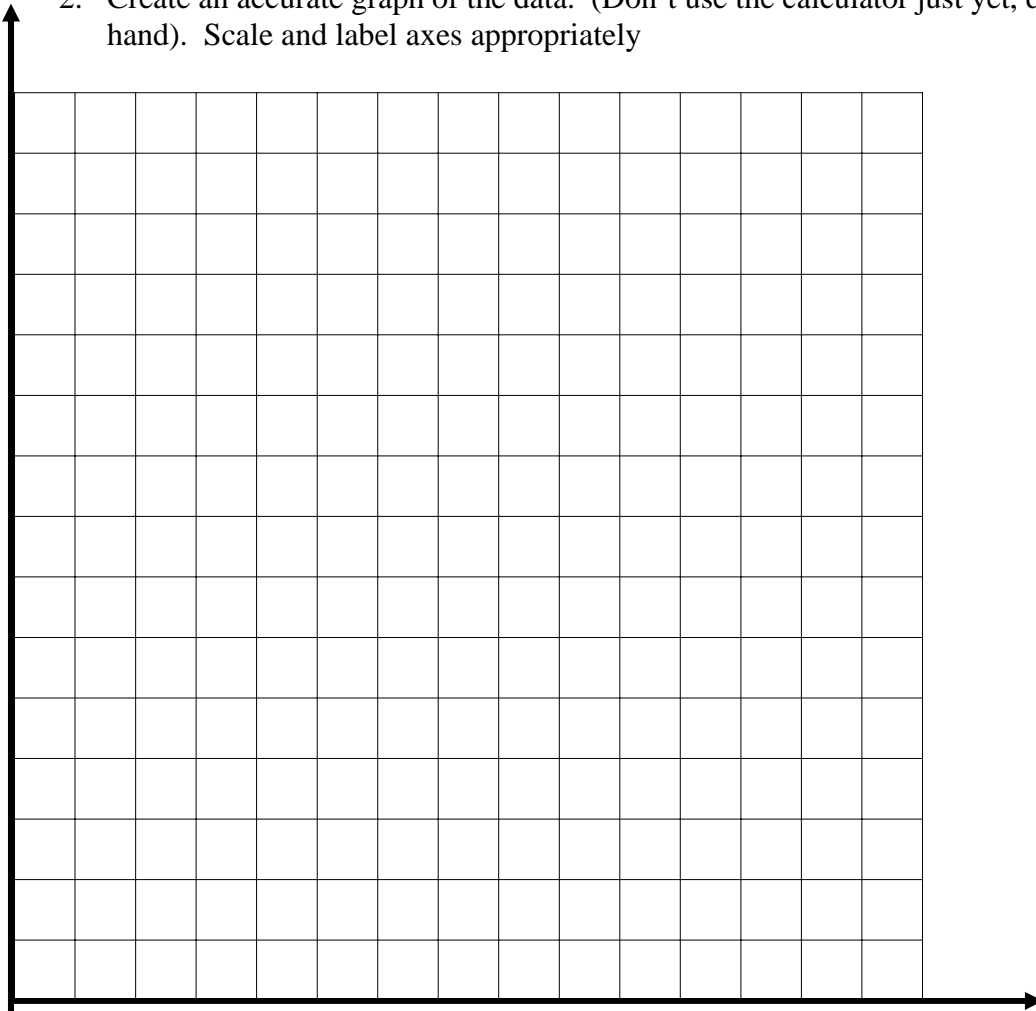 2. Create an accurate graph of the data. (Don't use the calculator just yet,
hand). Scale and label axes appropriately